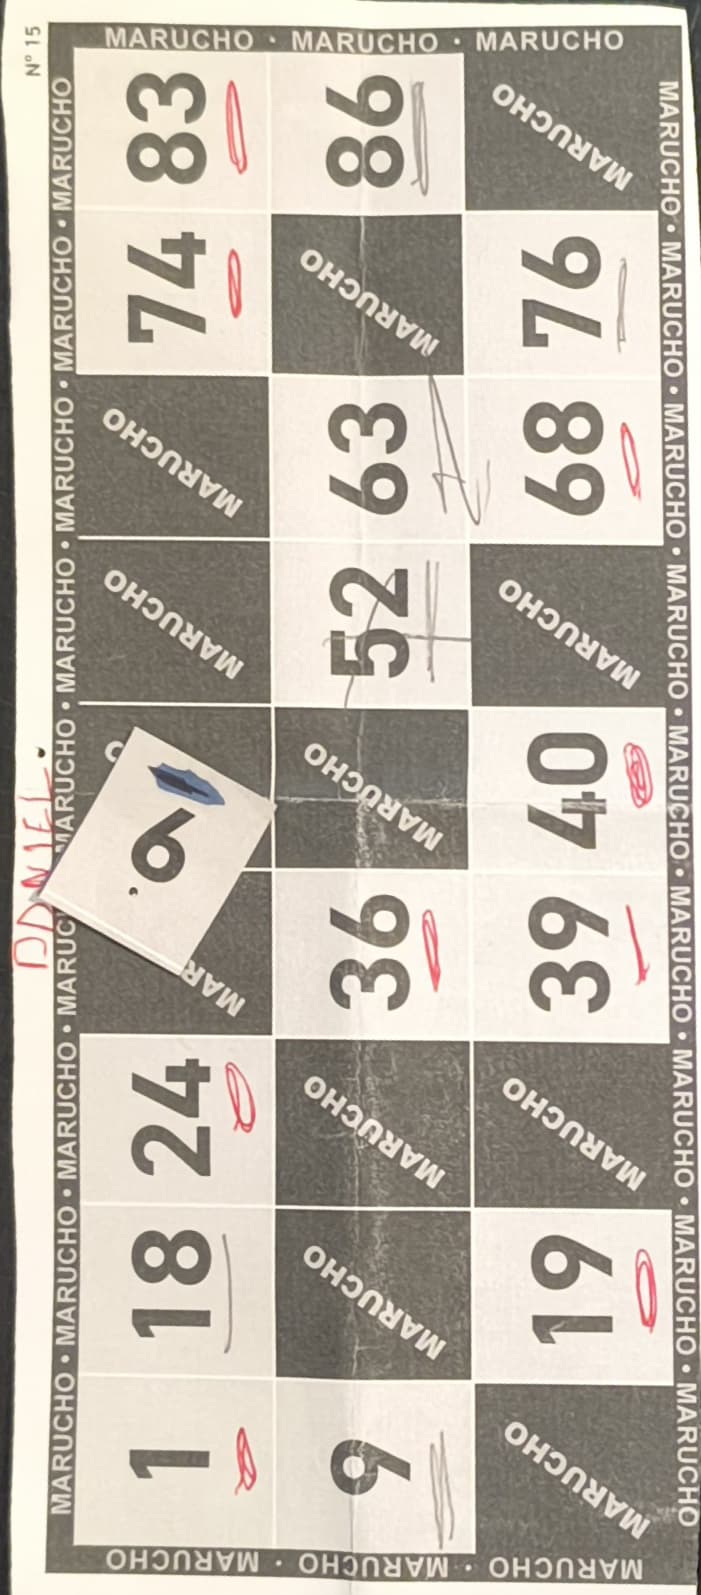 DANIEL.
Nº 15
MARUCHO • MARUCHO • MARUCHO • MARUC MARUCHO • MARUCHO • MARUCHO • MARUCHO • MARUCHO
MARUCHO • MARUCHO • MARUCHO
1 18 24 MAR 9. O MARUCHO MARUCHO 74 83
9 MARUCHO MARUCHO 36 MARUCHO 52 63 MARUCHO 86
MARUCHO 19 MARUCHO 39 40 MARUCHO 68 76 MARUCHO
MARUCHO • MARUCHO • MARUCHO
MARUCHO • MARUCHO • MARUCHO • MARUCHO • MARUCHO • MARUCHO • MARUCHO • MARUCHO • MARUCHO